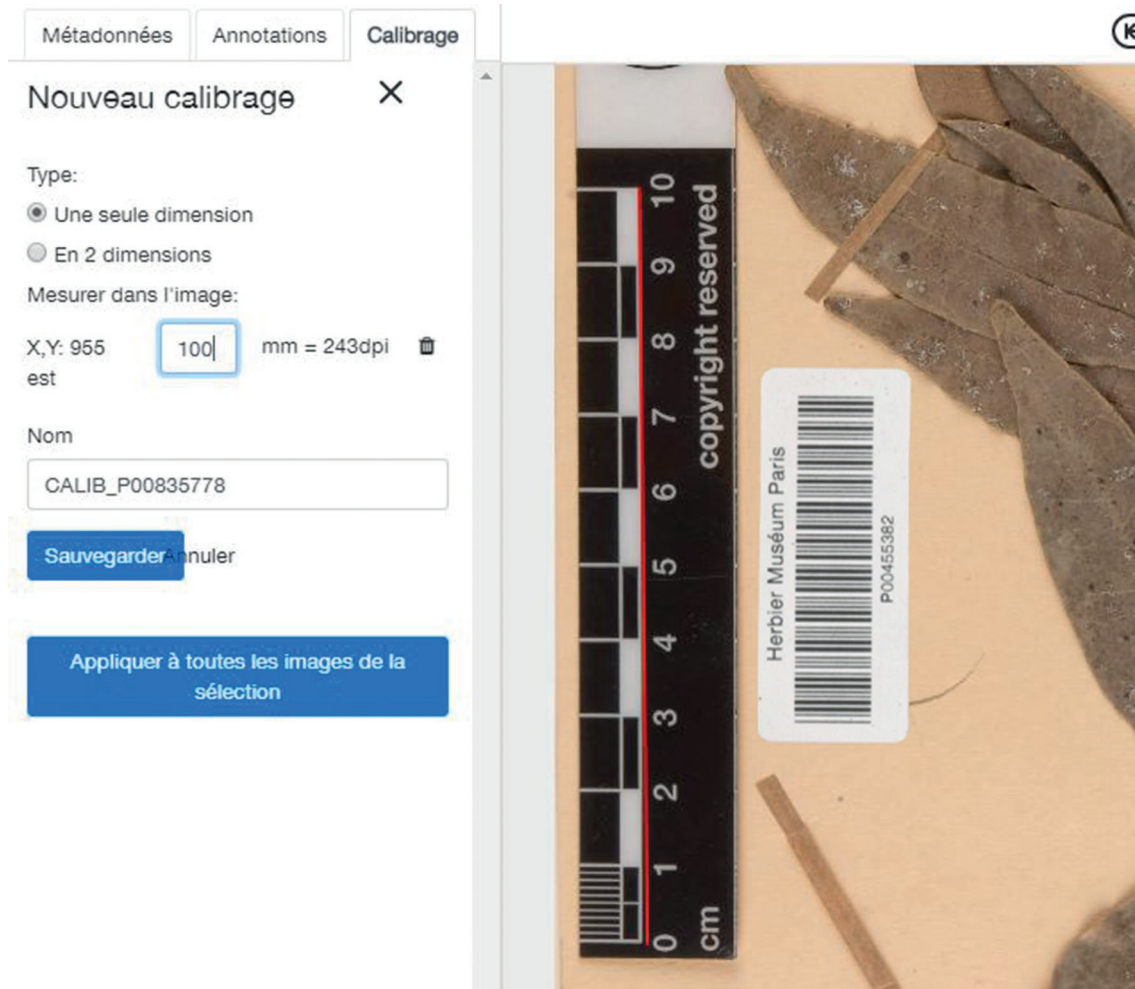 Métadonnées
Annotations
Calibrage
Nouveau calibrage
Type:
Une seule dimension
En 2 dimensions
Mesurer dans l'image:
X,Y: 955
est
100
mm = 243dpi
Nom
CALIB_P00835778
Sauvegarder
Annuler
Appliquer à toutes les images de la
sélection
10
9
8
7
6
5
4
3
2
1
0
cm
copyright reserved
Herbier Muséum Paris
P00455382